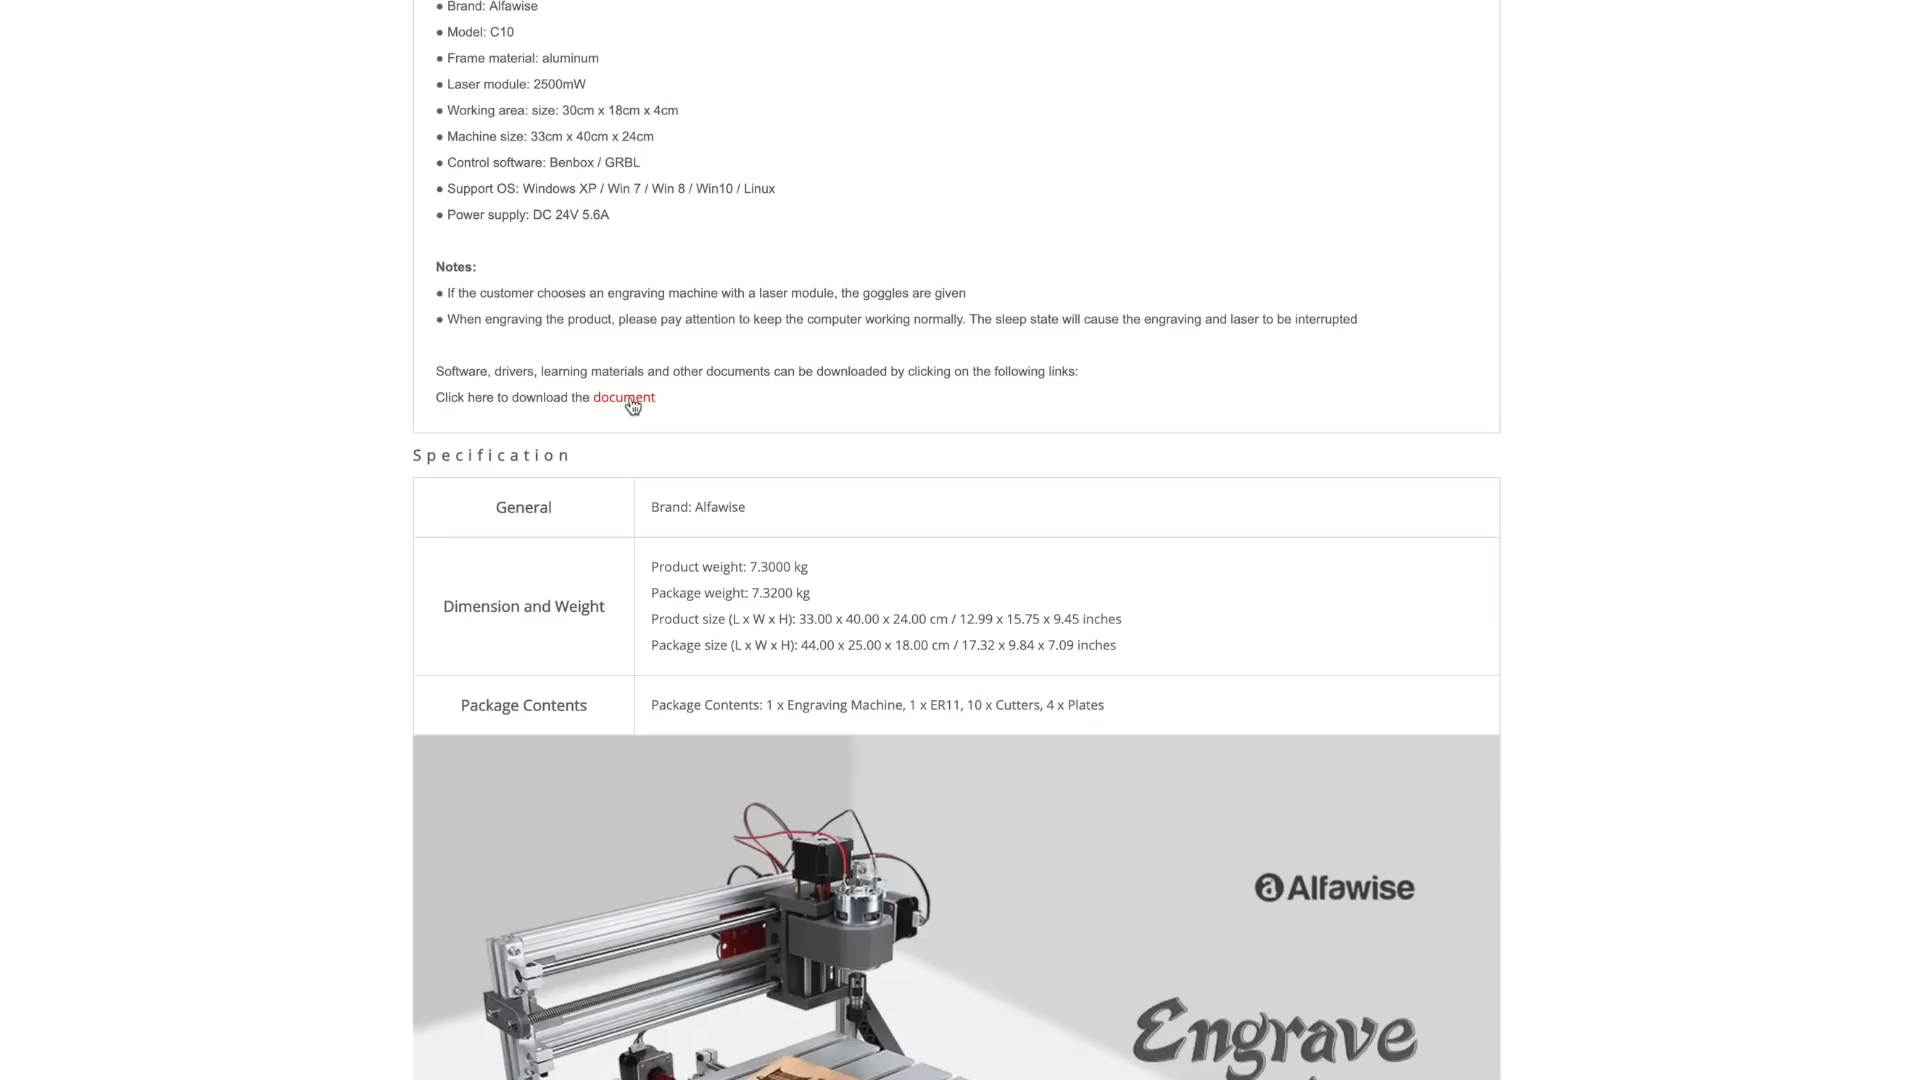 ● Brand: Alfawise
● Model: C10
● Frame material: aluminum
● Laser module: 2500mW
● Working area: size: 30cm x 18cm x 4cm
● Machine size: 33cm x 40cm x 24cm
● Control software: Benbox / GRBL
● Support OS: Windows XP / Win 7 / Win 8 / Win10 / Linux
● Power supply: DC 24V 5.6A
Notes:
● If the customer chooses an engraving machine with a laser module, the goggles are given
● When engraving the product, please pay attention to keep the computer working normally. The sleep state will cause the engraving and laser to be interrupted
Software, drivers, learning materials and other documents can be downloaded by clicking on the following links:
Click here to download the document
Specification
General
Brand: Alfawise
Dimension and Weight
Product weight: 7.3000 kg
Package weight: 7.3200 kg
Product size (L x W x H): 33.00 x 40.00 x 24.00 cm / 12.99 x 15.75 x 9.45 inches
Package size (L x W x H): 44.00 x 25.00 x 18.00 cm / 17.32 x 9.84 x 7.09 inches
Package Contents
Package Contents: 1 x Engraving Machine, 1 x ER11, 10 x Cutters, 4 x Plates
Alfawise
Engrave